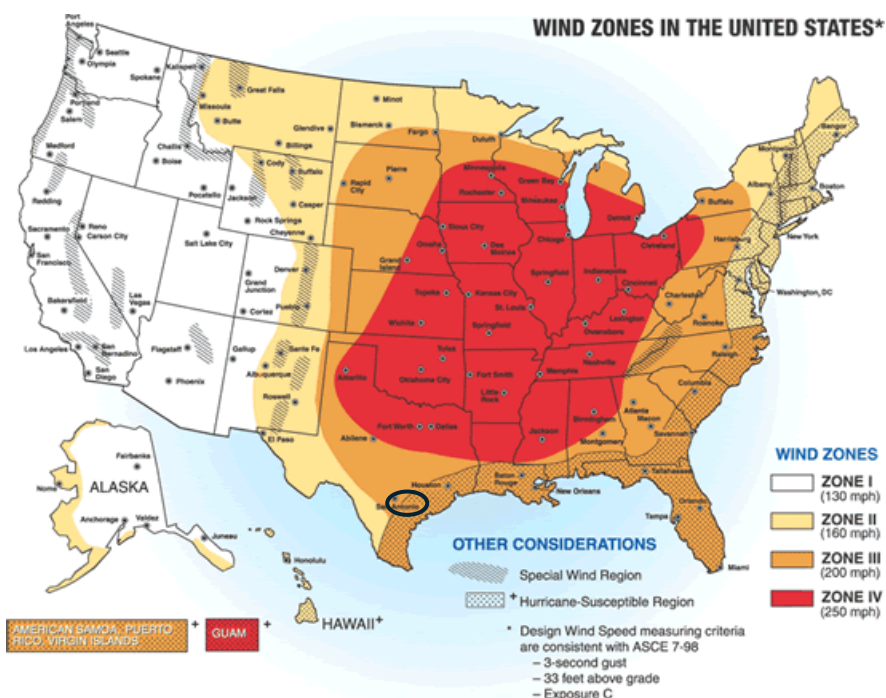 WIND ZONES IN THE UNITED STATES*
Port
Angeles
Seattle
Olympia
Spokane
Kalispell
Great Falls
Missoula
Butte
Glendive
Billings
Minot
Bismarck
Fargo
Duluth
Portland
Salem
Medford
Challis
Boise
Pocatello
Cody
Buffalo
Jackson
Casper
Rock Springs
Cheyenne
Rapid
City
Pierre
Minneapolis
Rochester
Green Bay
Milwaukee
Detroit
Buffalo
Albany
Montpelier
Bangor
Boston
New York
Harrisburg
Cleveland
Washington, DC
Redding
Reno
Carson City
Sacramento
San
Francisco
Salt Lake City
Grand
Junction
Cortez
Denver
Pueblo
Sioux City
Omaha
Grand
Island
Des
Moines
Chicago
Springfield
Indianapolis
Cincinnati
Charleston
Roanoke
Raleigh
Bakersfield
Las
Vegas
Los Angeles
San
Bernadino
San
Diego
Flagstaff
Phoenix
Gallup
Sante Fe
Albuquerque
Roswell
El Paso
Topeka
Kansas City
St. Louis
Wichita
Springfield
Lexington
Owensboro
Nashville
Memphis
Tulsa
Oklahoma City
Amarillo
Fort Smith
Little
Rock
Fort Worth
Dallas
Abilene
Jackson
Birmingham
Montgomery
Atlanta
Macon
Columbia
Savannah
Tallahassee
Orlando
Tampa
Miami
Houston
San Antonio
Baton
Rouge
New Orleans
Fairbanks
ALASKA
Nome
Anchorage
Valdez
Juneau
Honolulu
HAWAII+
AMERICAN SAMOA, PUERTO
RICO, VIRGIN ISLANDS
+
GUAM
+
OTHER CONSIDERATIONS
Special Wind Region
+ Hurricane-Susceptible Region
* Design Wind Speed measuring criteria
are consistent with ASCE 7-98
– 3-second gust
– 33 feet above grade
– Exposure C
WIND ZONES
ZONE I
(130 mph)
ZONE II
(160 mph)
ZONE III
(200 mph)
ZONE IV
(250 mph)